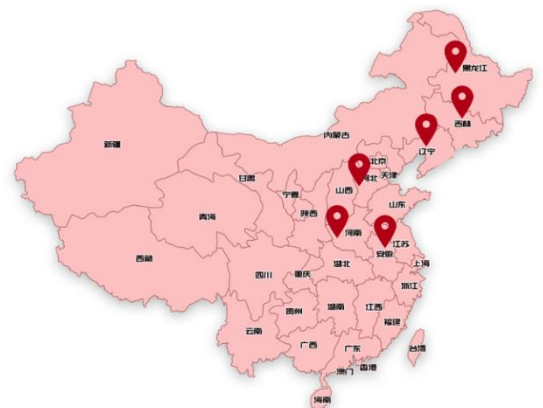 黑龙江
吉林
辽宁
内蒙古
新疆
北京
甘肃
河北
天津
山西
宁夏
山东
陕西
青海
河南
江苏
安徽
西藏
湖北
上海
四川
重庆
浙江
湖南
江西
贵州
福建
云南
广西
广东
台湾
香港
澳门
海南